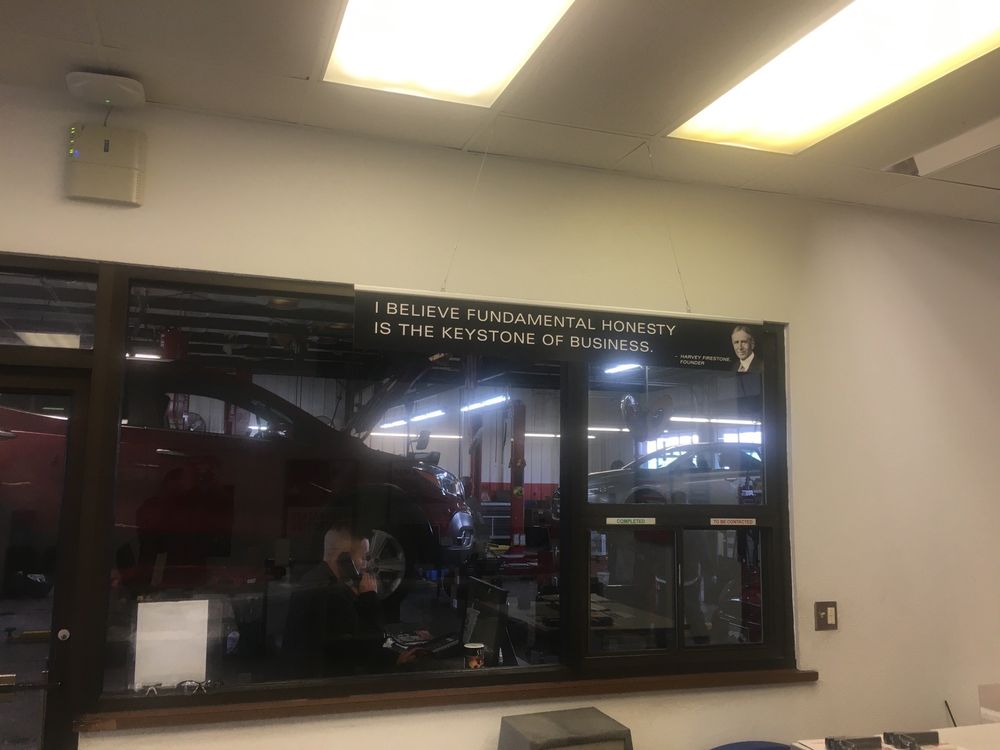 I BELIEVE FUNDAMENTAL HONESTY
IS THE KEYSTONE OF BUSINESS.
– HARVEY FIRESTONE,
FOUNDER
COMPLETED
TO BE CONTACTED